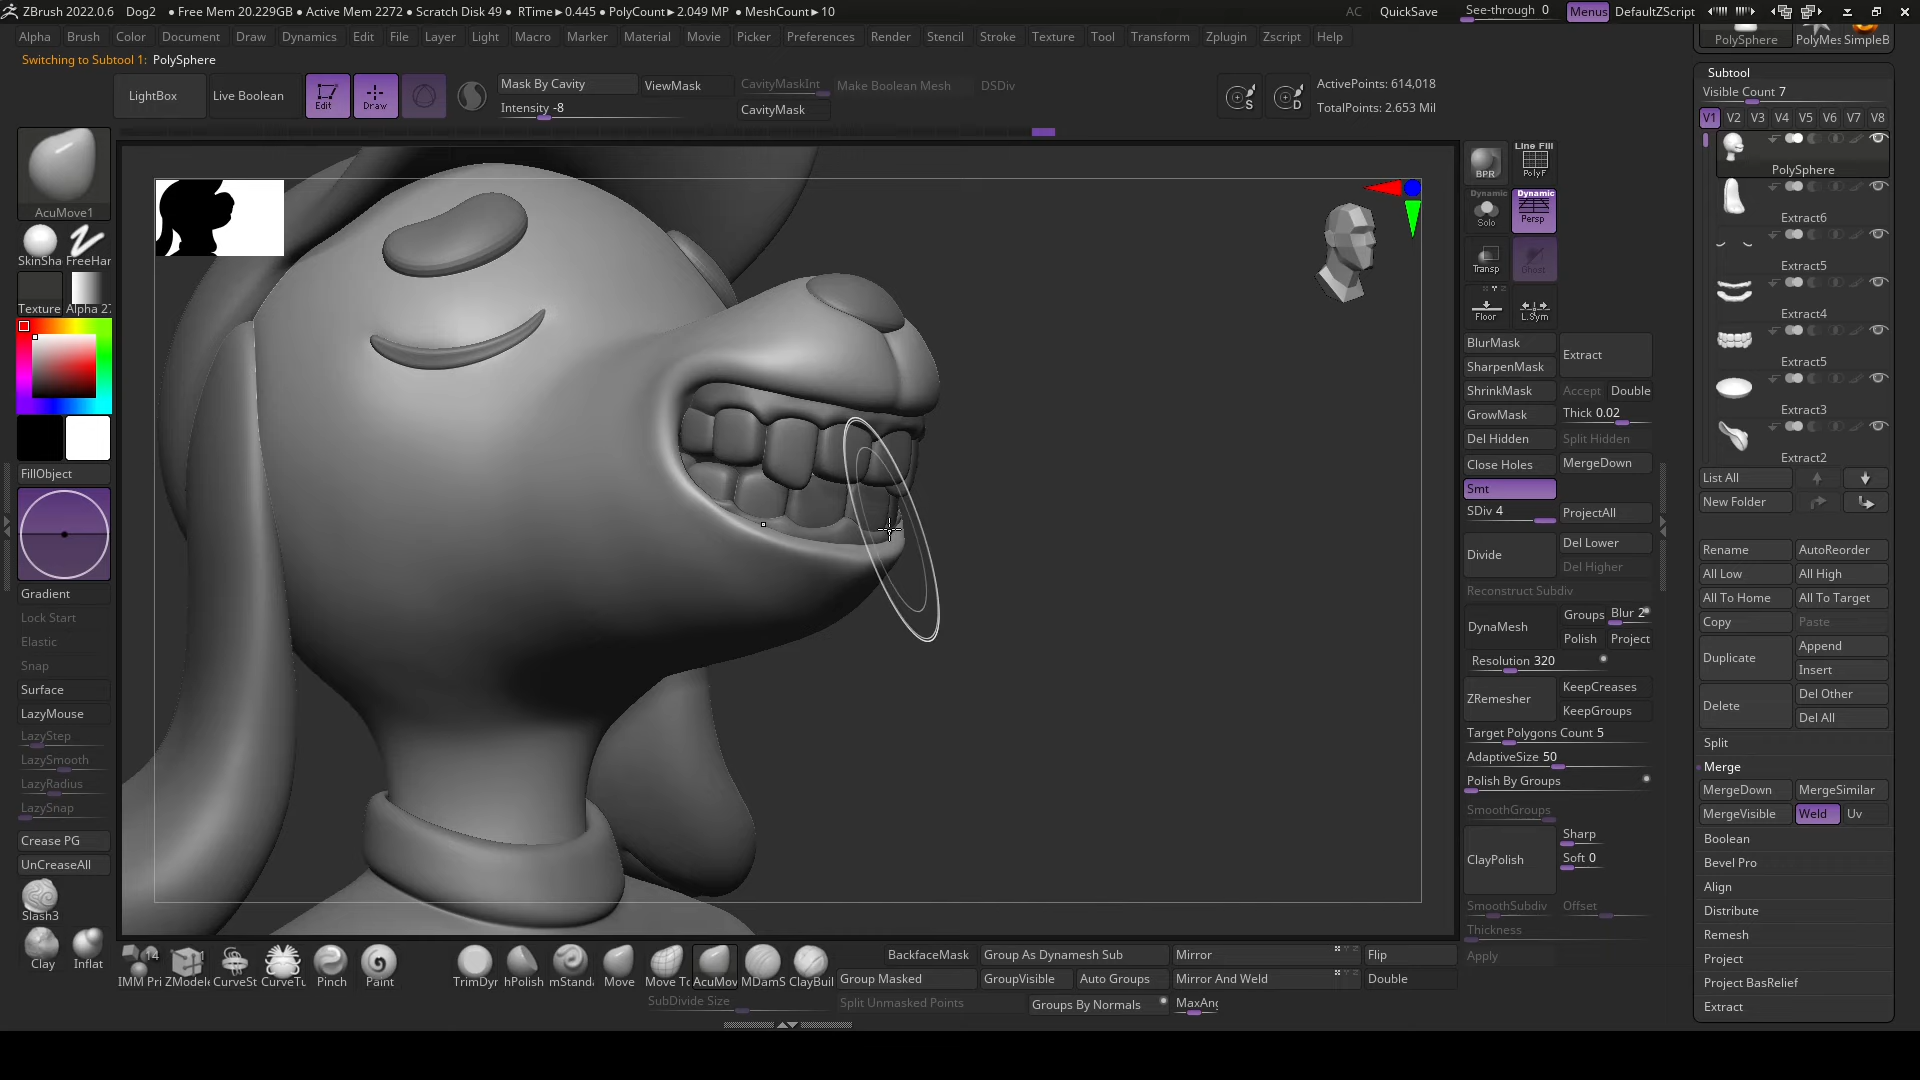 ZBrush 2022.0.6 Dog2 • Free Mem 20.229GB • Active Mem 2272 • Scratch Disk 49 • RTime▸0.445 • PolyCount▸2.049 MP • MeshCount▸10 AC QuickSave See-through 0 Menus DefaultZScript
Alpha Brush Color Document Draw Dynamics Edit File Layer Light Macro Marker Material Movie Picker Preferences Render Stencil Stroke Texture Tool Transform Zplugin Zscript Help
PolySphere PolyMes SimpleB
Switching to Subtool 1: PolySphere
LightBox
Live Boolean
Edit
Draw
Mask By Cavity
Intensity -8
ViewMask
CavityMaskInt
CavityMask
Make Boolean Mesh
DSDiv
S
D
ActivePoints: 614,018
TotalPoints: 2.653 Mil
AcuMove1
SkinSha FreeHan
Texture Alpha 27
FillObject
Gradient
Lock Start
Elastic
Snap
Surface
LazyMouse
LazyStep
LazySmooth
LazyRadius
LazySnap
Crease PG
UnCreaseAll
Slash3
Clay Inflat
BPR
Line Fill
PolyF
Dynamic
Solo
Dynamic
Persp
Transp
Ghost
Floor
L.Sym
BlurMask
SharpenMask
Extract
ShrinkMask
Accept Double
GrowMask
Thick 0.02
Del Hidden
Split Hidden
Close Holes
MergeDown
Smt
SDiv 4
ProjectAll
Divide
Del Lower
Del Higher
Reconstruct Subdiv
DynaMesh
Groups Blur 2
Polish Project
Resolution 320
ZRemesher
KeepCreases
KeepGroups
Target Polygons Count 5
AdaptiveSize 50
Polish By Groups
SmoothGroups
ClayPolish
Sharp
Soft 0
SmoothSubdiv Offset
Thickness
Apply
Subtool
Visible Count 7
V1 V2 V3 V4 V5 V6 V7 V8
PolySphere
Extract6
Extract5
Extract4
Extract5
Extract3
Extract2
List All
New Folder
Rename AutoReorder
All Low All High
All To Home All To Target
Copy Paste
Duplicate
Append
Insert
Delete
Del Other
Del All
Split
Merge
MergeDown MergeSimilar
MergeVisible Weld Uv
Boolean
Bevel Pro
Align
Distribute
Remesh
Project
Project BasRelief
Extract
14
IMM Pri ZModele CurveSt CurveTu Pinch Paint TrimDyn hPolish mStand Move Move To AcuMov MDamS ClayBuil
BackfaceMask Group As Dynamesh Sub Mirror Flip
Group Masked GroupVisible Auto Groups Mirror And Weld Double
SubDivide Size Split Unmasked Points Groups By Normals MaxAng